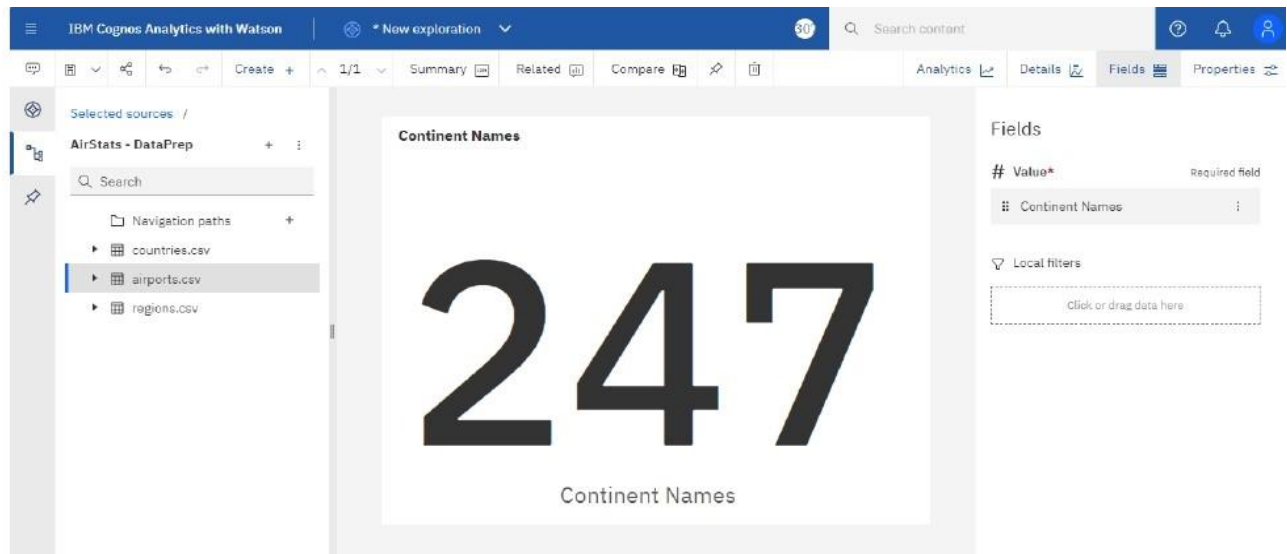 IBM Cognos Analytics with Watson
* New exploration
30
Search content
Create +
1/1
Summary
Related
Compare
Analytics
Details
Fields
Properties
Selected sources /
AirStats - DataPrep
Search
Navigation paths
countries.csv
airports.csv
regions.csv
Continent Names
247
Continent Names
Fields
# Value* Required field
Continent Names
Local filters
Click or drag data here